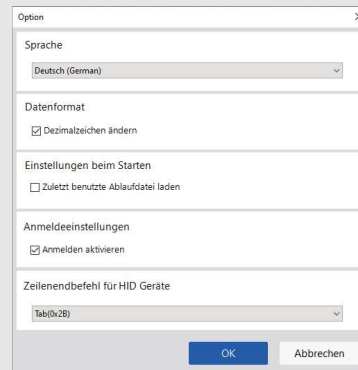 Option
Sprache
Deutsch (German)
Datenformat
Dezimalzeichen ändern
Einstellungen beim Starten
Zuletzt benutzte Ablaufdatei laden
Anmeldeeinstellungen
Anmelden aktivieren
Zeilenendbefehl für HID Geräte
Tab(0x2B)
OK Abbrechen